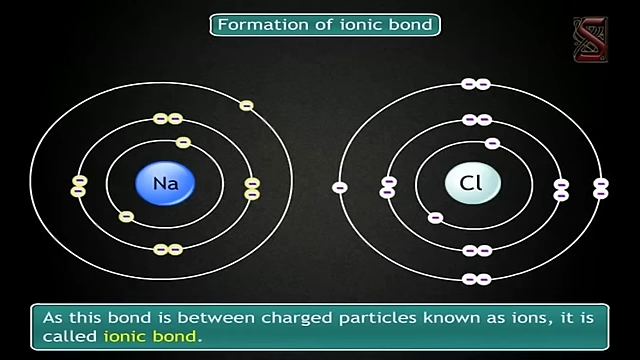 Formation of ionic bond
S
Na
Cl
As this bond is between charged particles known as ions, it is
called ionic bond.